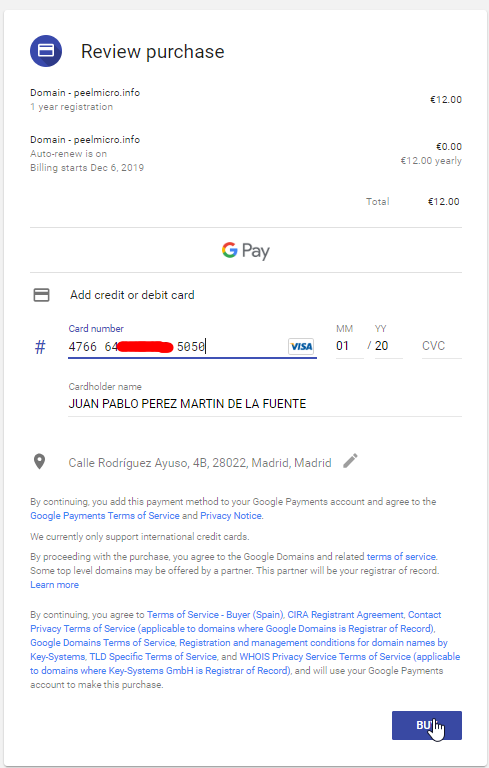 Review purchase
Domain - peelmicro.info
1 year registration
€12.00
Domain - peelmicro.info
Auto-renew is on
Billing starts Dec 6, 2019
€0.00
€12.00 yearly
Total €12.00
G Pay
Add credit or debit card
Card number MM YY
# 4766 64 5050 VISA 01 / 20 CVC
Cardholder name
JUAN PABLO PEREZ MARTIN DE LA FUENTE
Calle Rodríguez Ayuso, 4B, 28022, Madrid, Madrid
By continuing, you add this payment method to your Google Payments account and agree to the
Google Payments Terms of Service and Privacy Notice.
We currently only support international credit cards.
By proceeding with the purchase, you agree to the Google Domains and related terms of service.
Some top level domains may be offered by a partner. This partner will be your registrar of record.
Learn more
By continuing, you agree to Terms of Service - Buyer (Spain), CIRA Registrant Agreement, Contact
Privacy Terms of Service (applicable to domains where Google Domains is Registrar of Record),
Google Domains Terms of Service, Registration and management conditions for domain names by
Key-Systems, TLD Specific Terms of Service, and WHOIS Privacy Service Terms of Service (applicable
to domains where Key-Systems GmbH is Registrar of Record), and will use your Google Payments
account to make this purchase.
BUY